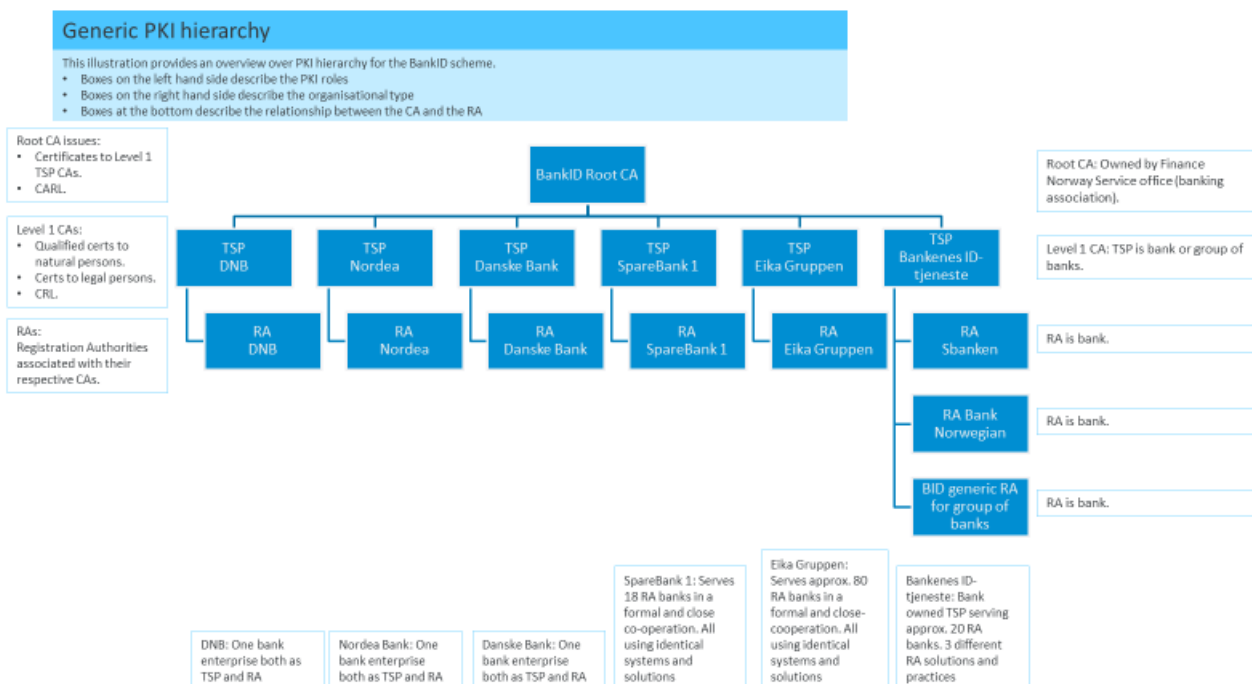 Generic PKI hierarchy
This illustration provides an overview over PKI hierarchy for the BankID scheme.
• Boxes on the left hand side describe the PKI roles
• Boxes on the right hand side describe the organisational type
• Boxes at the bottom describe the relationship between the CA and the RA
Root CA issues:
• Certificates to Level 1
TSP CAs.
• CARL.
BankID Root CA
Root CA: Owned by Finance
Norway Service office (banking
association).
Level 1 CAs:
• Qualified certs to
natural persons.
• Certs to legal persons.
• CRL.
TSP
DNB
TSP
Nordea
TSP
Danske Bank
TSP
SpareBank 1
TSP
Eika Gruppen
TSP
Bankenes ID-
tjeneste
Level 1 CA: TSP is bank or group of
banks.
RAs:
Registration Authorities
associated with their
respective CAs.
RA
DNB
RA
Nordea
RA
Danske Bank
RA
SpareBank 1
RA
Eika Gruppen
RA
Sbanken
RA is bank.
RA Bank
Norwegian
RA is bank.
BID generic RA
for group of
banks
RA is bank.
DNB: One bank
enterprise both as
TSP and RA
Nordea Bank: One
bank enterprise
both as TSP and RA
Danske Bank: One
bank enterprise
both as TSP and RA
SpareBank 1: Serves
18 RA banks in a
formal and close
co-operation. All
using identical
systems and
solutions
Eika Gruppen:
Serves approx. 80
RA banks in a
formal and close-
cooperation. All
using identical
systems and
solutions
Bankenes ID-
tjeneste: Bank
owned TSP serving
approx. 20 RA
banks. 3 different
RA solutions and
practices